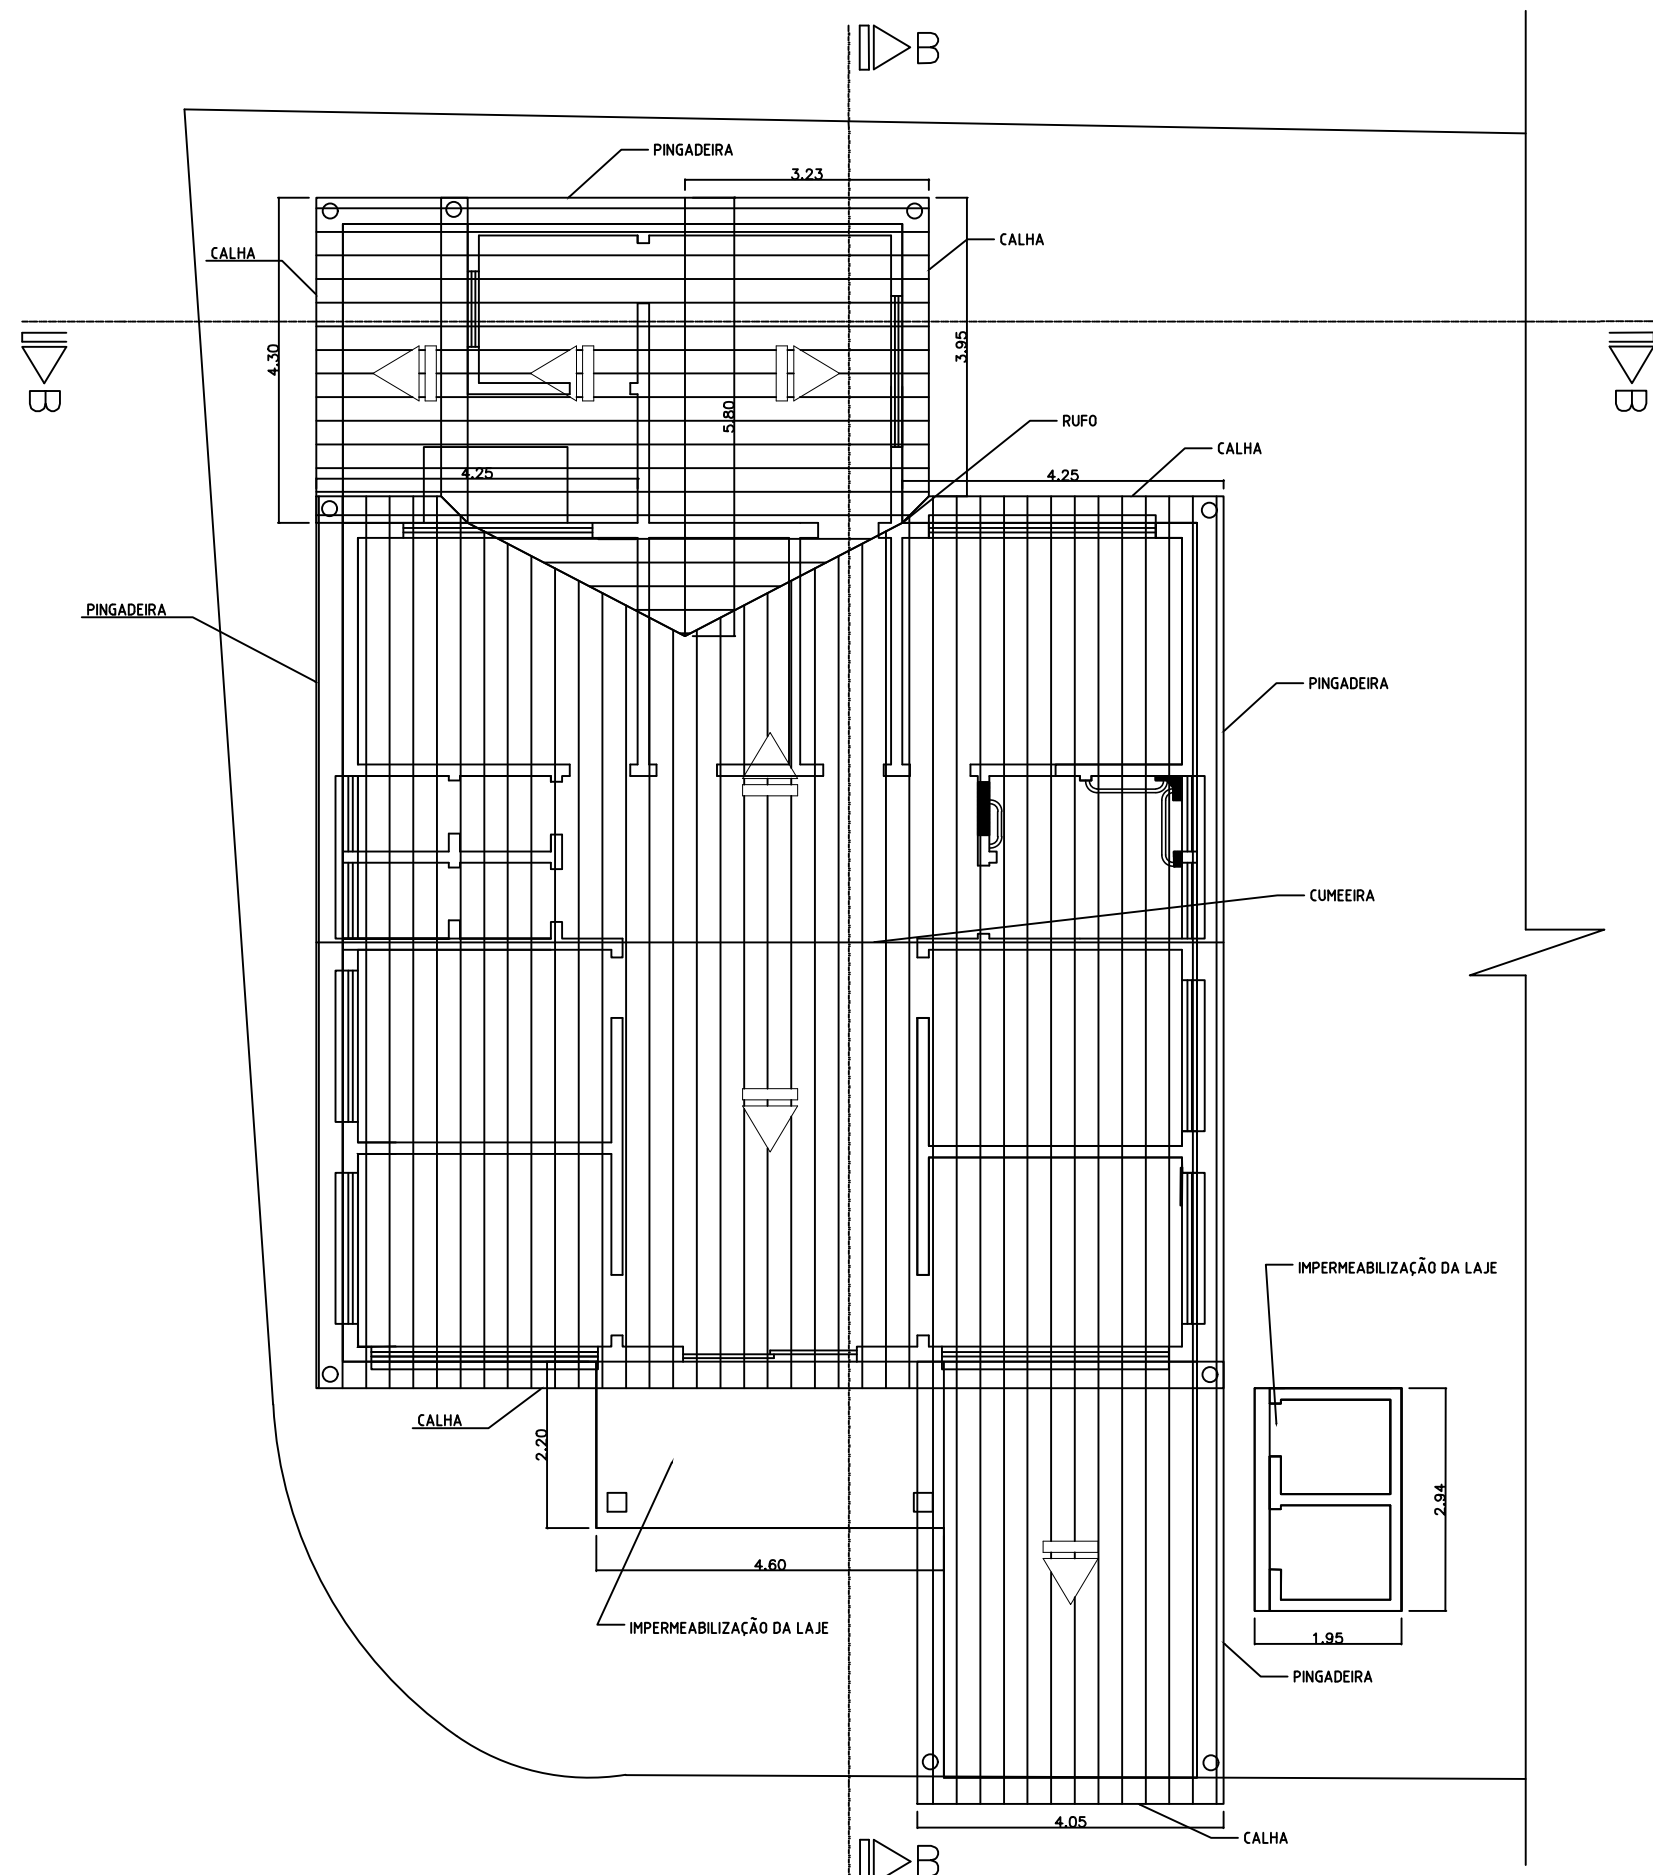 B
PINGADEIRA
3.23
CALHA
CALHA
4.30
3.95
B
B
5.80
RUFO
CALHA
4.25
4.25
PINGADEIRA
PINGADEIRA
CUMEEIRA
IMPERMEABILIZAÇÃO DA LAJE
CALHA
2.20
2.94
4.60
IMPERMEABILIZAÇÃO DA LAJE
1.95
PINGADEIRA
4.05
CALHA
B